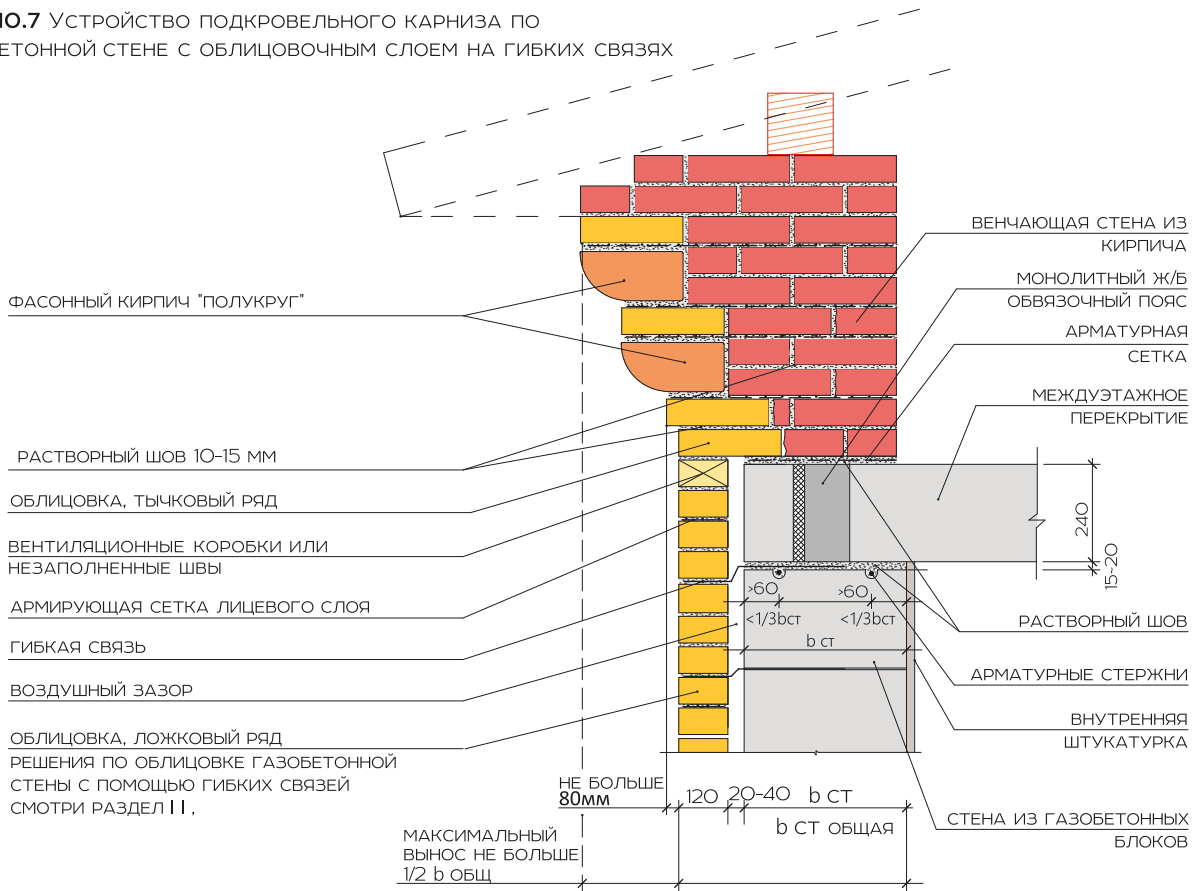 Ю.7 УСТРОЙСТВО ПОДКРОВЕЛЬНОГО КАРНИЗА ПО
ЕТОННОЙ СТЕНЕ С ОБЛИЦОВОЧНЫМ СЛОЕМ НА ГИБКИХ СВЯЗЯХ
ФАСОННЫЙ КИРПИЧ "ПОЛУКРУГ"
РАСТВОРНЫЙ ШОВ 10-15 ММ
ОБЛИЦОВКА, ТЫЧКОВЫЙ РЯД
ВЕНТИЛЯЦИОННЫЕ КОРОБКИ ИЛИ
НЕЗАПОЛНЕННЫЕ ШВЫ
АРМИРУЮЩАЯ СЕТКА ЛИЦЕВОГО СЛОЯ
ГИБКАЯ СВЯЗЬ
ВОЗДУШНЫЙ ЗАЗОР
ОБЛИЦОВКА, ЛОЖКОВЫЙ РЯД
РЕШЕНИЯ ПО ОБЛИЦОВКЕ ГАЗОБЕТОННОЙ
СТЕНЫ С ПОМОЩЬЮ ГИБКИХ СВЯЗЕЙ
СМОТРИ РАЗДЕЛ II,
ВЕНЧАЮЩАЯ СТЕНА ИЗ
КИРПИЧА
МОНОЛИТНЫЙ Ж/Б
ОБВЯЗОЧНЫЙ ПОЯС
АРМАТУРНАЯ
СЕТКА
МЕЖДУЭТАЖНОЕ
ПЕРЕКРЫТИЕ
240
15-20
>60 >60
<1/3bст <1/3bст
b ст
РАСТВОРНЫЙ ШОВ
АРМАТУРНЫЕ СТЕРЖНИ
ВНУТРЕННЯЯ
ШТУКАТУРКА
СТЕНА ИЗ ГАЗОБЕТОННЫХ
БЛОКОВ
НЕ БОЛЬШЕ
80мм
120 20-40 b СТ
b СТ ОБЩАЯ
МАКСИМАЛЬНЫЙ
ВЫНОС НЕ БОЛЬШЕ
1/2 b ОБЩ